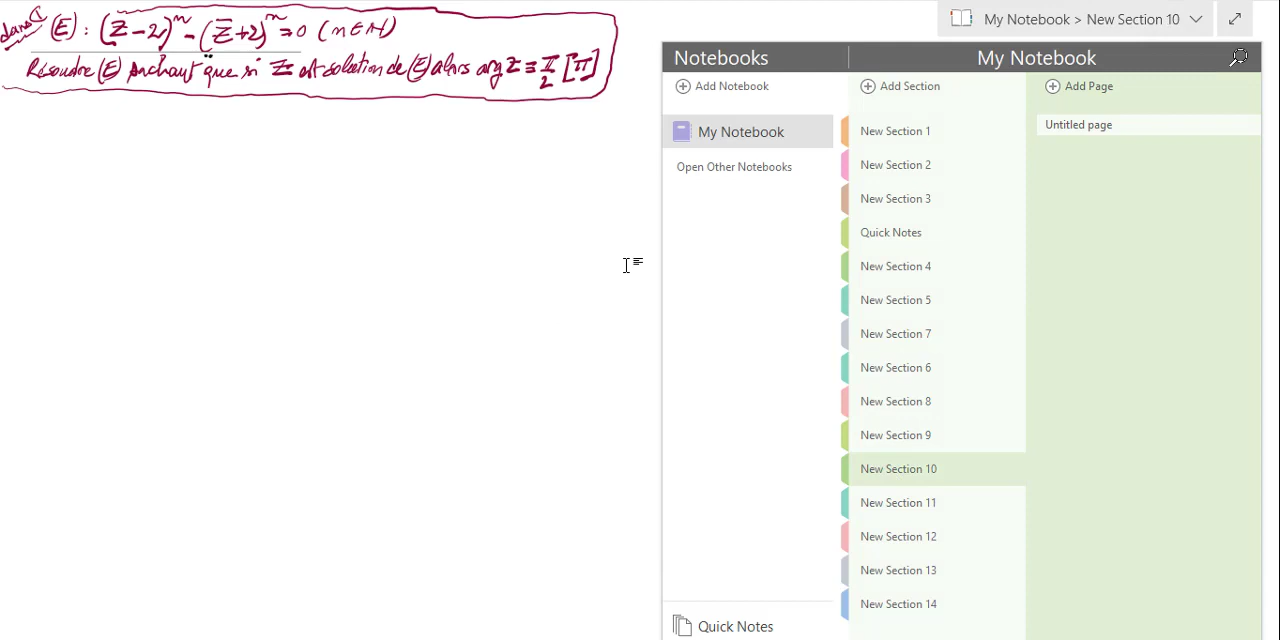 dans ℂ (E) : (Z-2)^n - (Z̄+2)^n = 0 (n∈ℕ)
Résoudre (E) sachant que si Z est solution de (E) alors arg Z ≡ π/2 [π]
My Notebook > New Section 10
Notebooks
My Notebook
Add Notebook
Add Section
Add Page
My Notebook
Open Other Notebooks
New Section 1
New Section 2
New Section 3
Quick Notes
New Section 4
New Section 5
New Section 7
New Section 6
New Section 8
New Section 9
New Section 10
New Section 11
New Section 12
New Section 13
New Section 14
Untitled page
Quick Notes